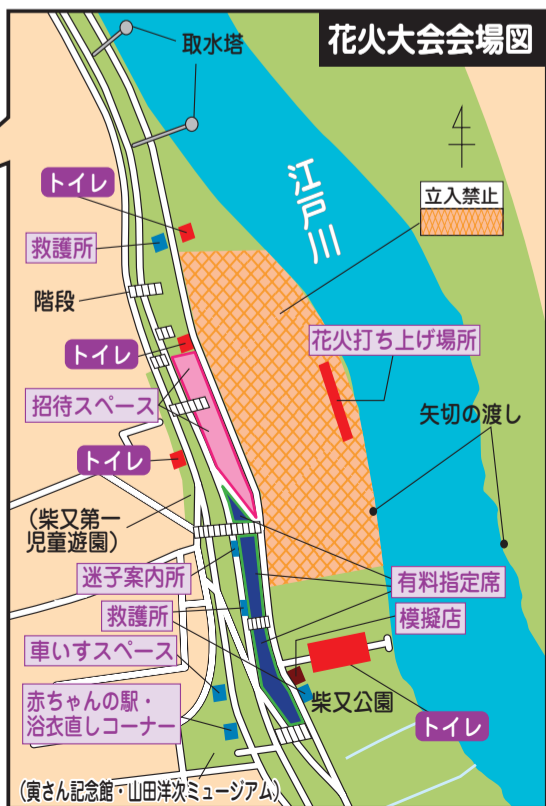 花火大会会場図
取水塔
江戸川
立入禁止
トイレ
救護所
階段
花火打ち上げ場所
トイレ
招待スペース
矢切の渡し
トイレ
(柴又第一
児童遊園)
迷子案内所
有料指定席
救護所
模擬店
車いすスペース
赤ちゃんの駅・
浴衣直しコーナー
柴又公園
トイレ
(寅さん記念館・山田洋次ミュージアム)